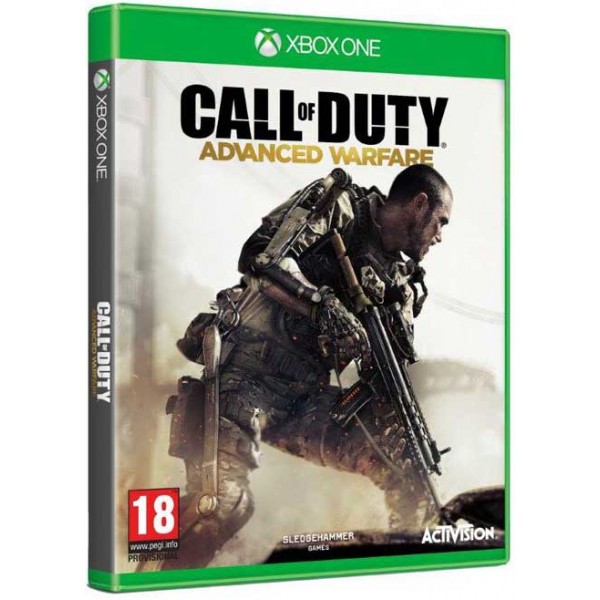 XBOX ONE
CALL OF DUTY®
ADVANCED WARFARE
XBOX ONE
CALL OF DUTY
ADVANCED WARFARE
18
www.pegi.info
PROVISIONAL
SLEDGEHAMMER
GAMES
ACTIVISION